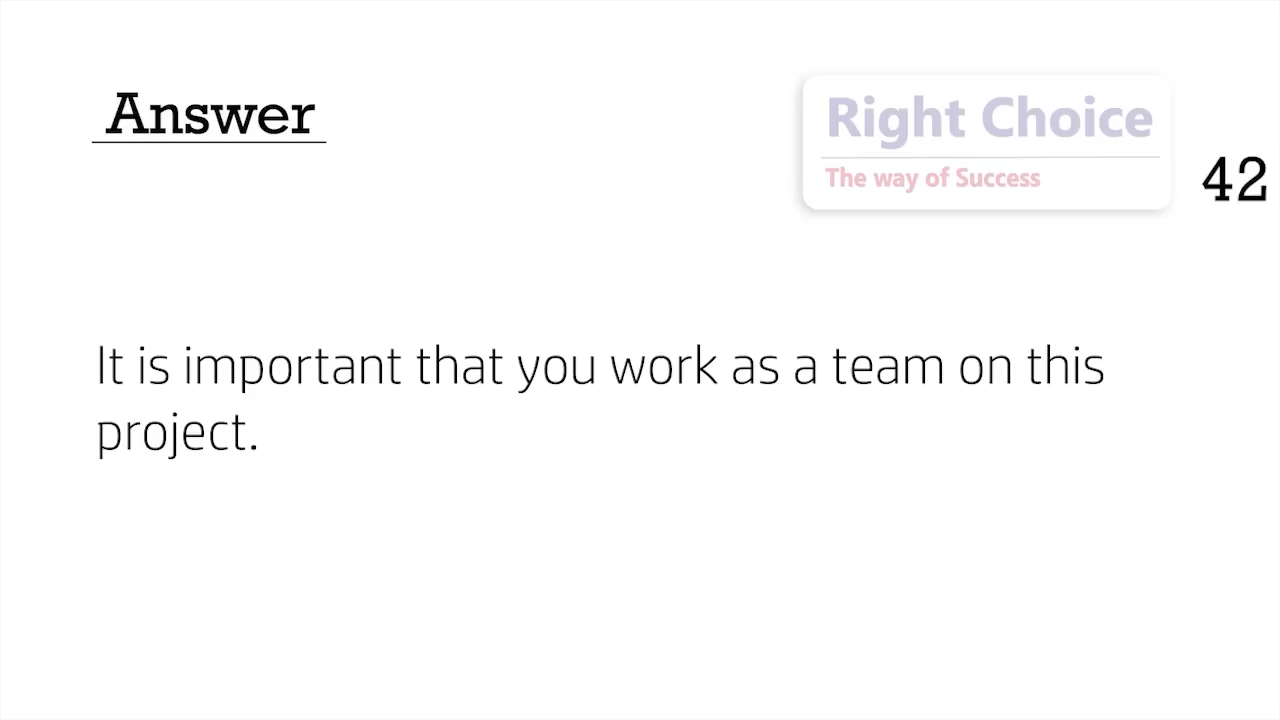 Answer
Right Choice
The way of Success
42
It is important that you work as a team on this
project.